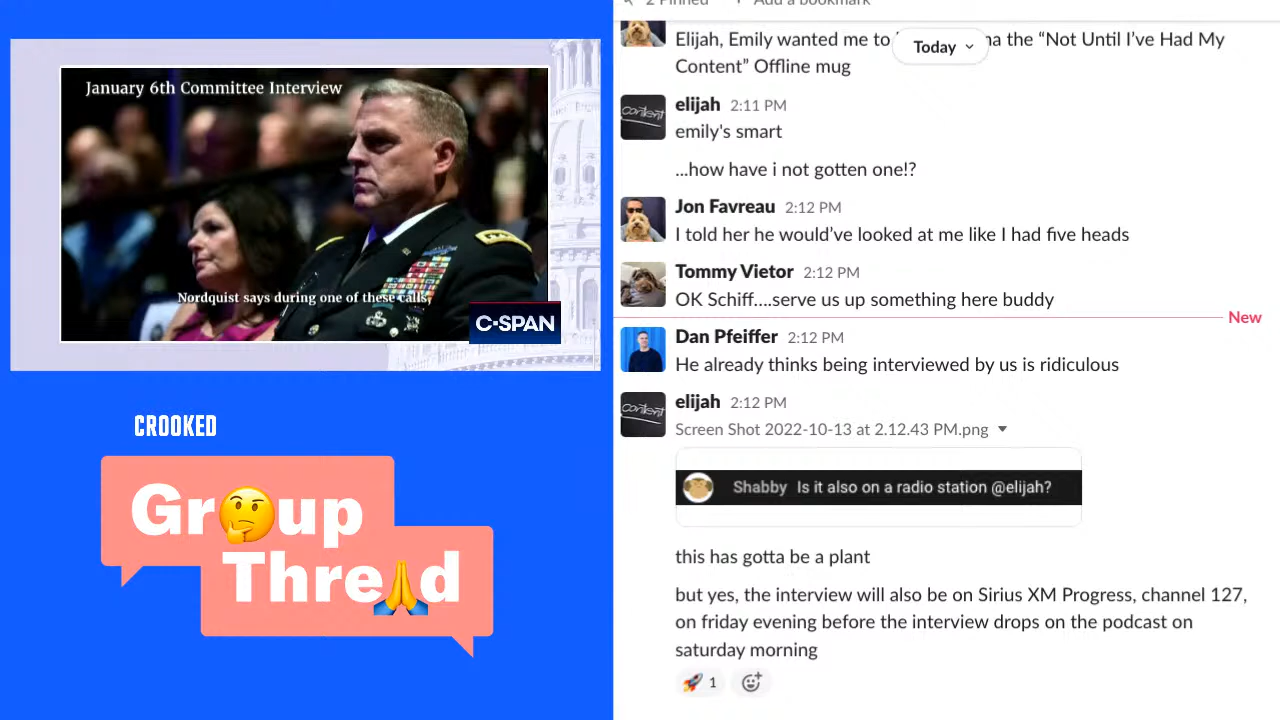 January 6th Committee Interview
Nordquist says during one of these calls,
C-SPAN
CROOKED
Gr🤔up
Thre🙏d
2 Pinned
+ Add a bookmark
Today
Elijah, Emily wanted me to
the “Not Until I’ve Had My
Content” Offline mug
content
elijah 2:11 PM
emily's smart
...how have i not gotten one!?
Jon Favreau 2:12 PM
I told her he would’ve looked at me like I had five heads
Tommy Vietor 2:12 PM
OK Schiff....serve us up something here buddy
New
Dan Pfeiffer 2:12 PM
He already thinks being interviewed by us is ridiculous
content
elijah 2:12 PM
Screen Shot 2022-10-13 at 2.12.43 PM.png
Shabby Is it also on a radio station @elijah?
this has gotta be a plant
but yes, the interview will also be on Sirius XM Progress, channel 127,
on friday evening before the interview drops on the podcast on
saturday morning
🚀 1